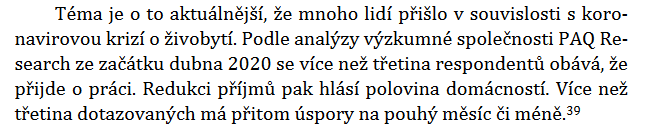 Téma je o to aktuálnější, že mnoho lidí přišlo v souvislosti s koro-
navirovou krizí o živobytí. Podle analýzy výzkumné společnosti PAQ Re-
search ze začátku dubna 2020 se více než třetina respondentů obává, že
přijde o práci. Redukci příjmů pak hlásí polovina domácností. Více než
třetina dotazovaných má přitom úspory na pouhý měsíc či méně.³⁹